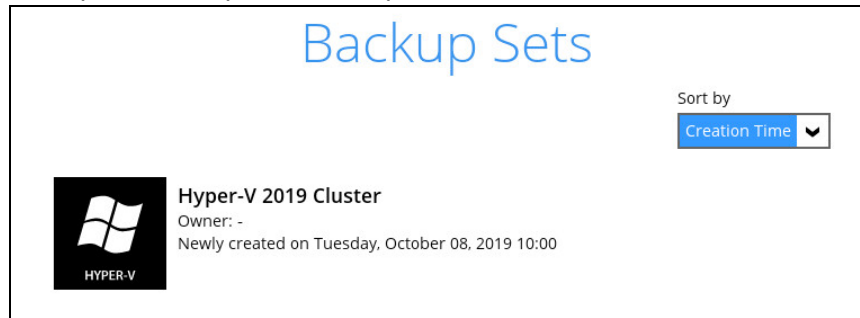 Backup Sets
Sort by
Creation Time
Hyper-V 2019 Cluster
Owner: -
Newly created on Tuesday, October 08, 2019 10:00
HYPER-V